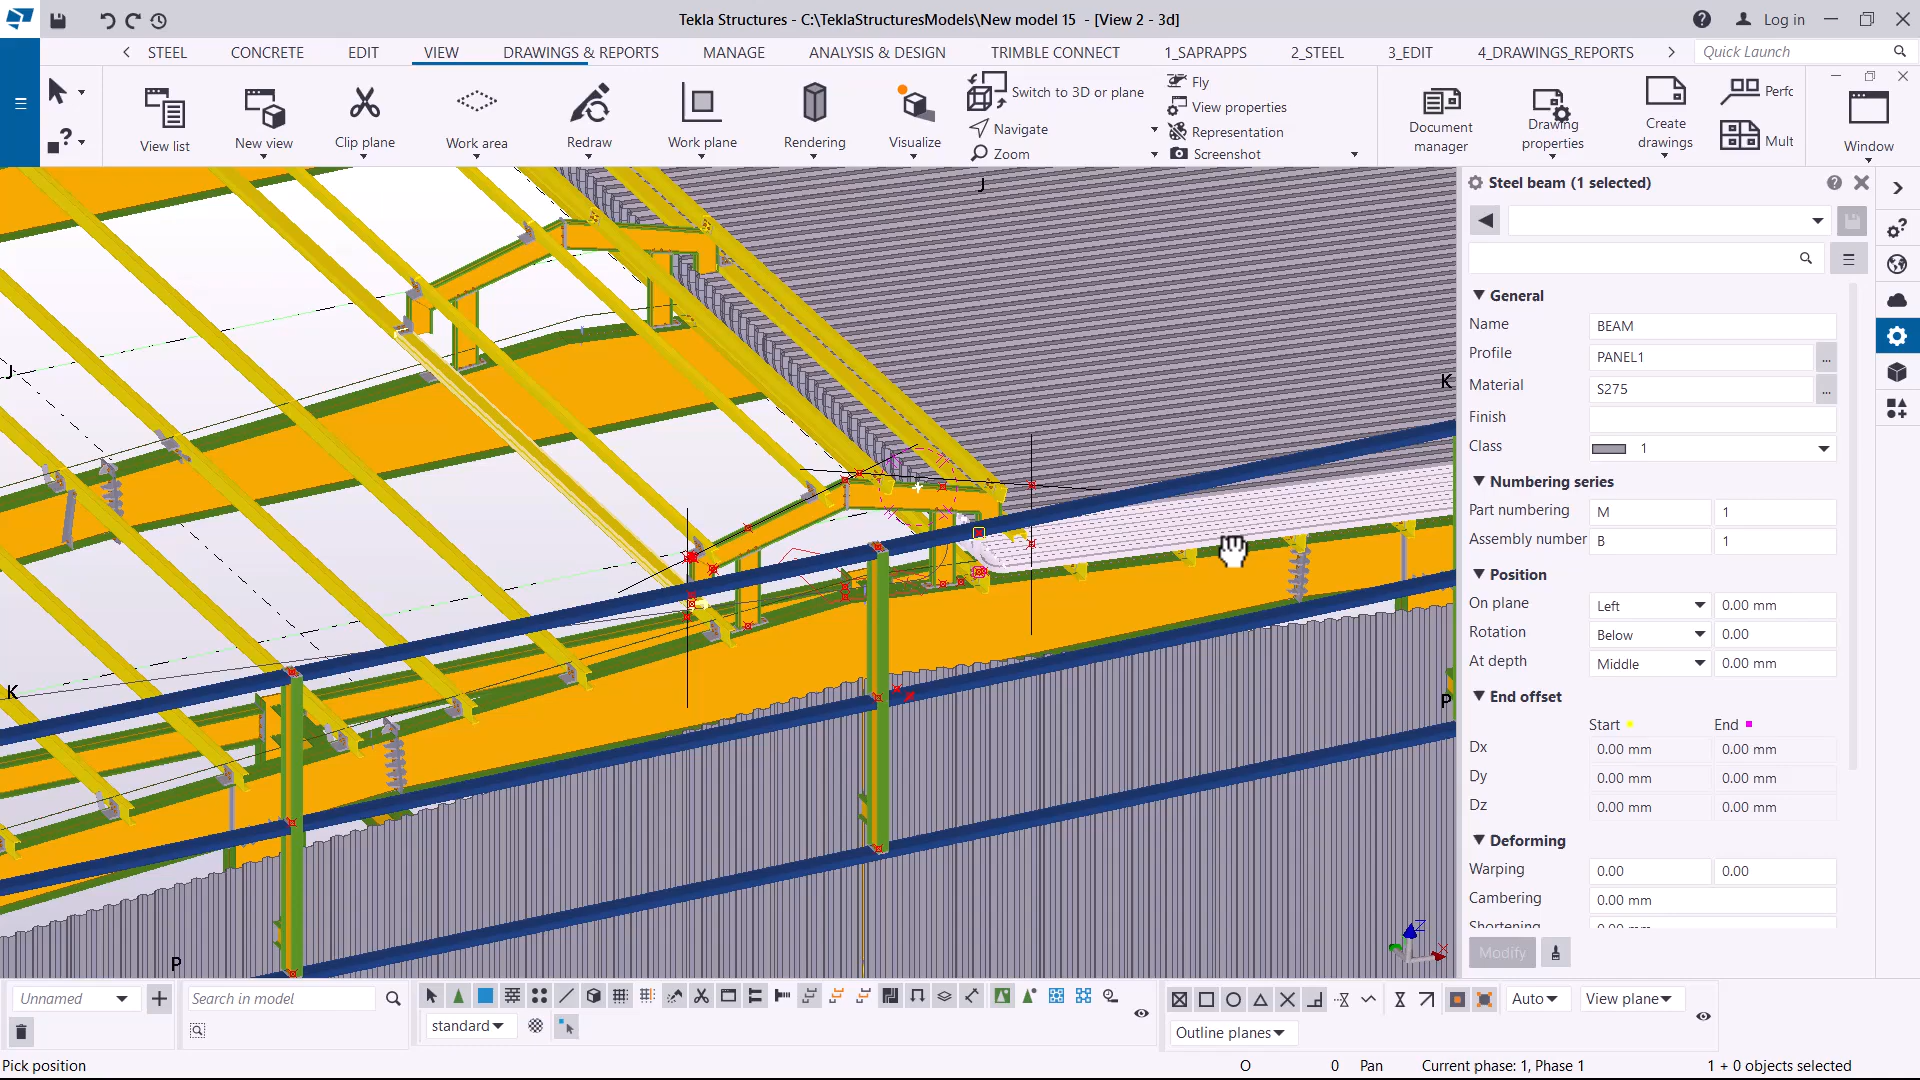 Tekla Structures - C:\TeklaStructuresModels\New model 15 - [View 2 - 3d]
Log in
STEEL CONCRETE EDIT VIEW DRAWINGS & REPORTS MANAGE ANALYSIS & DESIGN TRIMBLE CONNECT 1_SAPRAPPS 2_STEEL 3_EDIT 4_DRAWINGS_REPORTS
Quick Launch
View list
New view
Clip plane
Work area
Redraw
Work plane
Rendering
Visualize
Switch to 3D or plane
Navigate
Zoom
Fly
View properties
Representation
Screenshot
Document
manager
Drawing
properties
Create
drawings
Perfc
Mult
Window
Steel beam (1 selected)
General
Name BEAM
Profile PANEL1 ...
Material S275 ...
Finish
Class 1
Numbering series
Part numbering M 1
Assembly number B 1
Position
On plane Left 0.00 mm
Rotation Below 0.00
At depth Middle 0.00 mm
End offset
Start End
Dx 0.00 mm 0.00 mm
Dy 0.00 mm 0.00 mm
Dz 0.00 mm 0.00 mm
Deforming
Warping 0.00 0.00
Cambering 0.00 mm
Shortening 0.00 mm
Modify
J
J
K
K
P
P
Z
X
Unnamed
Search in model
standard
Auto
View plane
Outline planes
Pick position
O 0 Pan Current phase: 1, Phase 1 1 + 0 objects selected